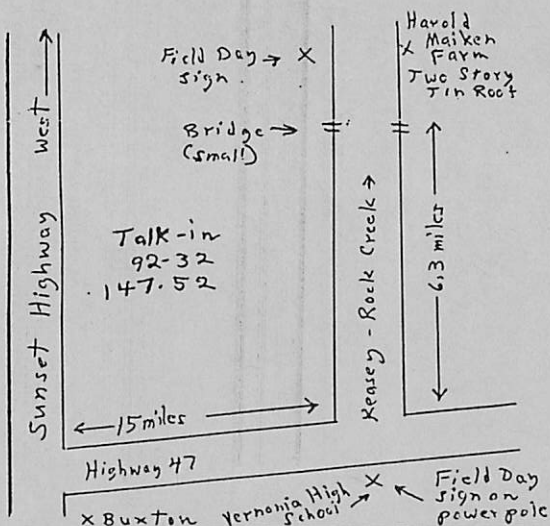 Harold
Maiken
Farm
Two Story
Tin Roof
Field Day →
sign
X
X
Bridge →
(small)
Sunset Highway West →
Talk-in
92-32
147.52
Keasey - Rock Creek →
6.3 miles
← 15 miles →
Highway 47
X Buxton
Vernonia High
School
X
Field Day
sign on
power pole